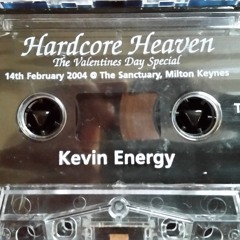 Hardcore Heaven
The Valentines Day Special
14th February 2004 @ The Sanctuary, Milton Keynes
T
Kevin Energy